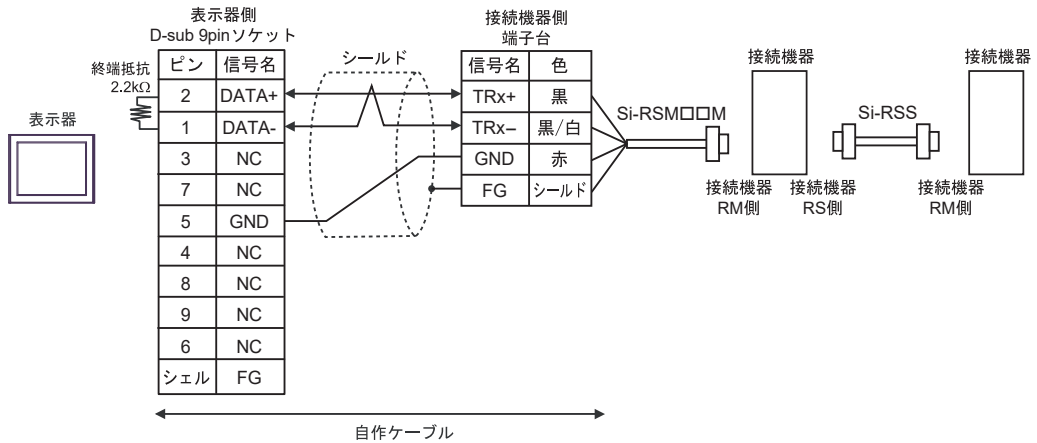 表示器側
D-sub 9pinソケット
接続機器側
端子台
終端抵抗
2.2kΩ
表示器
ピン 信号名
2 DATA+
1 DATA-
3 NC
7 NC
5 GND
4 NC
8 NC
9 NC
6 NC
シェル FG
シールド
信号名 色
TRx+ 黒
TRx− 黒/白
GND 赤
FG シールド
Si-RSM□□M
接続機器
Si-RSS
接続機器
接続機器
RM側
接続機器
RS側
接続機器
RM側
自作ケーブル